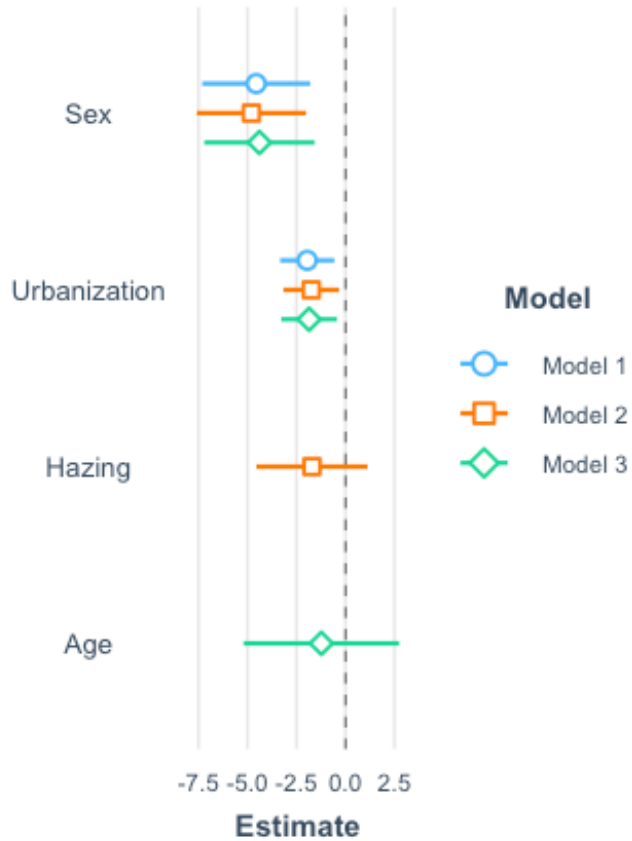 Sex
Urbanization
Hazing
Age
Model
Model 1
Model 2
Model 3
-7.5 -5.0 -2.5 0.0 2.5
Estimate